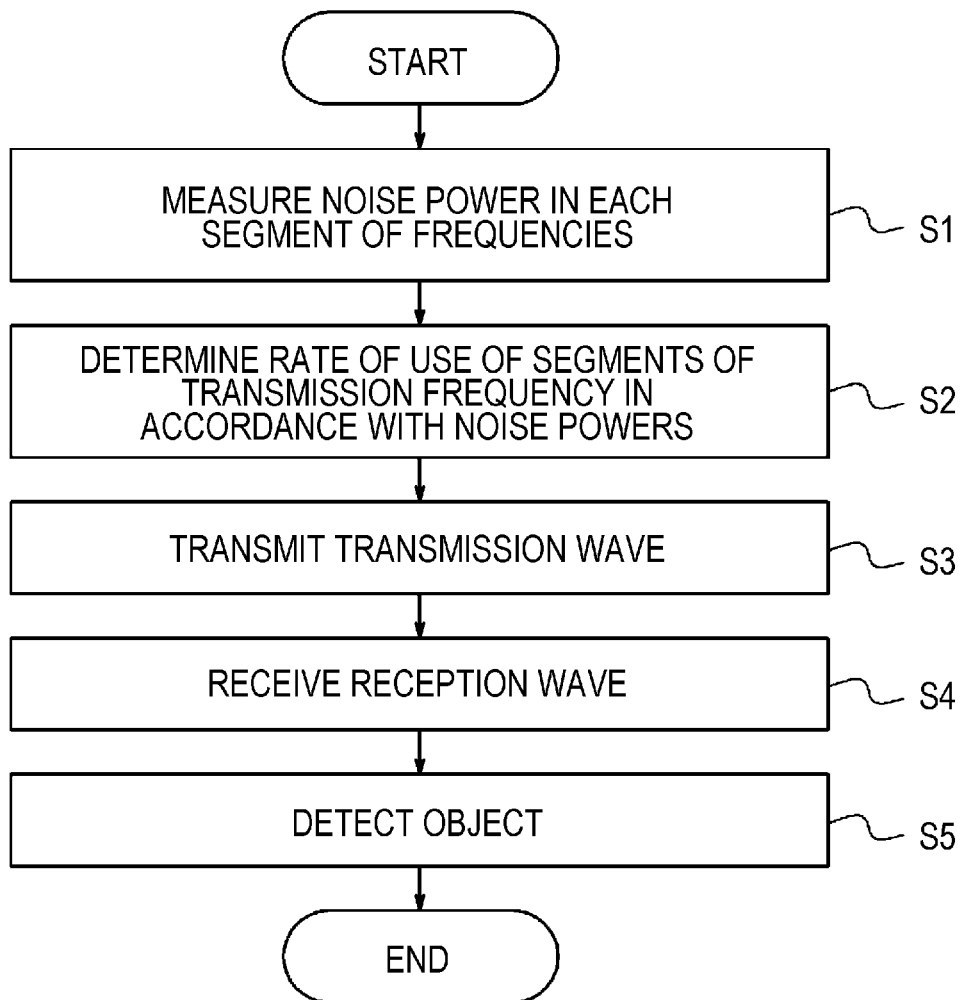 START
MEASURE NOISE POWER IN EACH
SEGMENT OF FREQUENCIES
S1
DETERMINE RATE OF USE OF SEGMENTS OF
TRANSMISSION FREQUENCY IN
ACCORDANCE WITH NOISE POWERS
S2
TRANSMIT TRANSMISSION WAVE
S3
RECEIVE RECEPTION WAVE
S4
DETECT OBJECT
S5
END